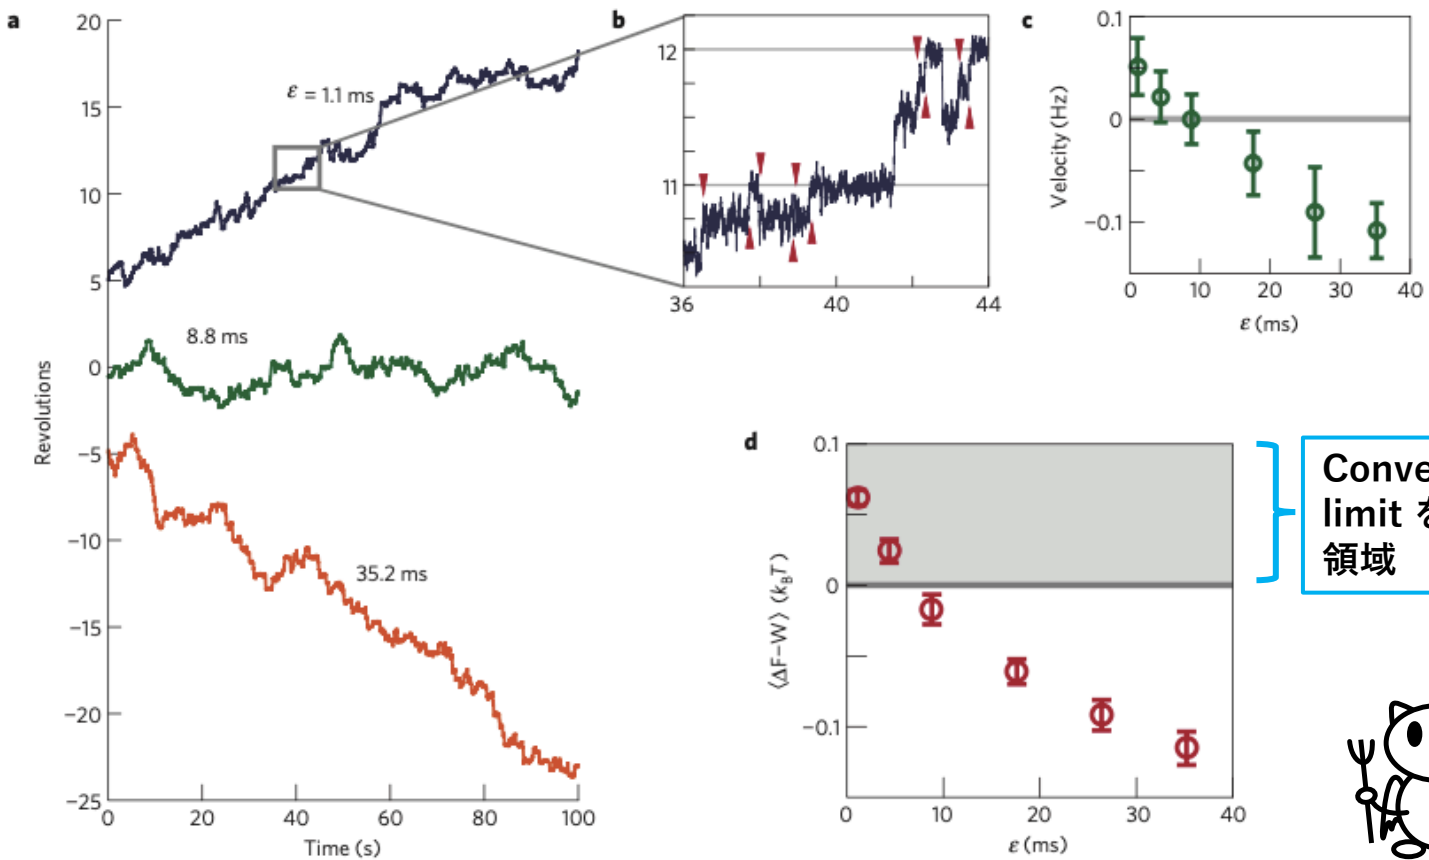 a
20
15
10
5
0
−5
−10
−15
−20
−25
Revolutions
ε = 1.1 ms
8.8 ms
35.2 ms
0 20 40 60 80 100
Time (s)
b
12
11
36 40 44
c
0.1
0
−0.1
Velocity (Hz)
0 10 20 30 40
ε (ms)
d
0.1
0
−0.1
⟨ΔF−W⟩ (kBT)
0 10 20 30 40
ε (ms)
limit
領域